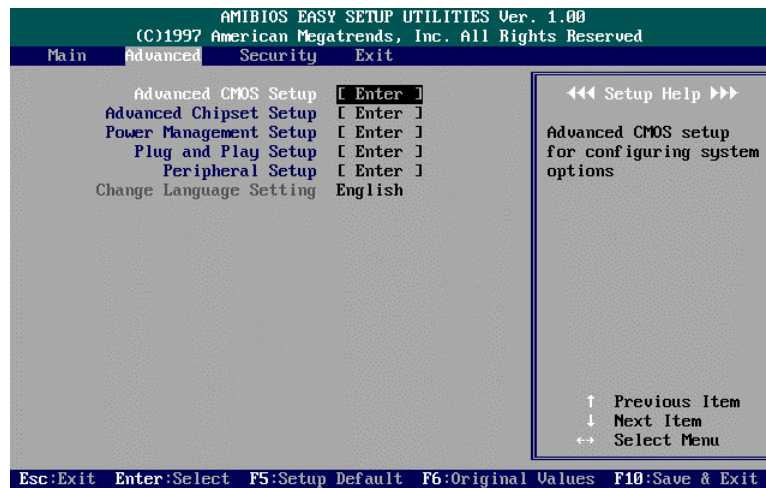 AMIBIOS EASY SETUP UTILITIES Ver. 1.00
(C)1997 American Megatrends, Inc. All Rights Reserved
Main Advanced Security Exit
Advanced CMOS Setup [ Enter ]
Advanced Chipset Setup [ Enter ]
Power Management Setup [ Enter ]
Plug and Play Setup [ Enter ]
Peripheral Setup [ Enter ]
Change Language Setting English
Setup Help
Advanced CMOS setup
for configuring system
options
↑ Previous Item
↓ Next Item
↔ Select Menu
Esc:Exit Enter:Select F5:Setup Default F6:Original Values F10:Save & Exit